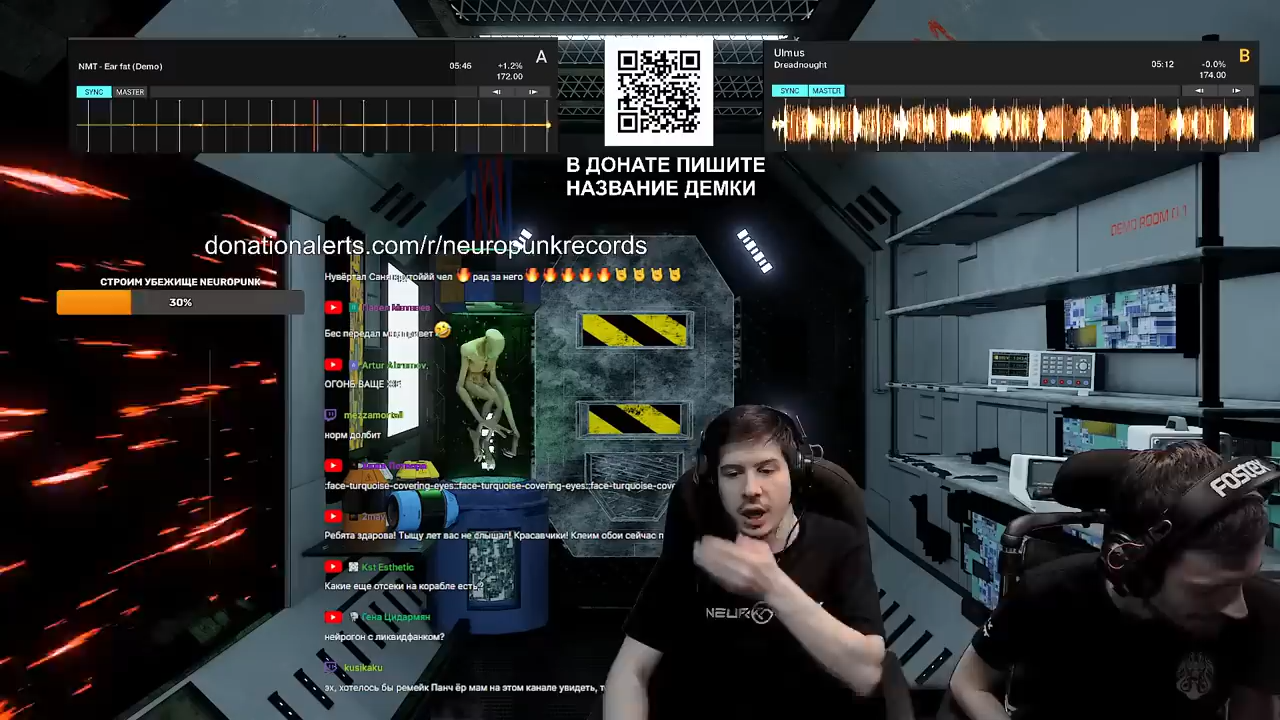 NMT - Ear fat (Demo)
05:46
+1.2%
172.00
A
SYNC
MASTER
Ulmus
Dreadnought
05:12
-0.0%
174.00
B
SYNC
MASTER
В ДОНАТЕ ПИШИТЕ
НАЗВАНИЕ ДЕМКИ
DEMO ROOM
donationalerts.com/r/neuropunkrecords
СТРОИМ УБЕЖИЩЕ NEUROPUNK
30%
чел рад за него
Бес передал
Artur
ОГОНЬ ВАЩЕ
норм долбит
:face-turquoise-covering-eyes::face-turquoise-covering-eyes::face-turquoise-cov
2may
Ребята здарова! Тыщу лет вас не слышал! Красавчики! Клеим обои сейчас
Kst Esthetic
Какие еще отсеки на корабле есть?
Гена Цидармян
нейрогон с ликвидфанком?
kusikaku
эх, хотелось бы ремейк Панч ёр мам на этом канале увидеть,
NEUR
FOSTEX